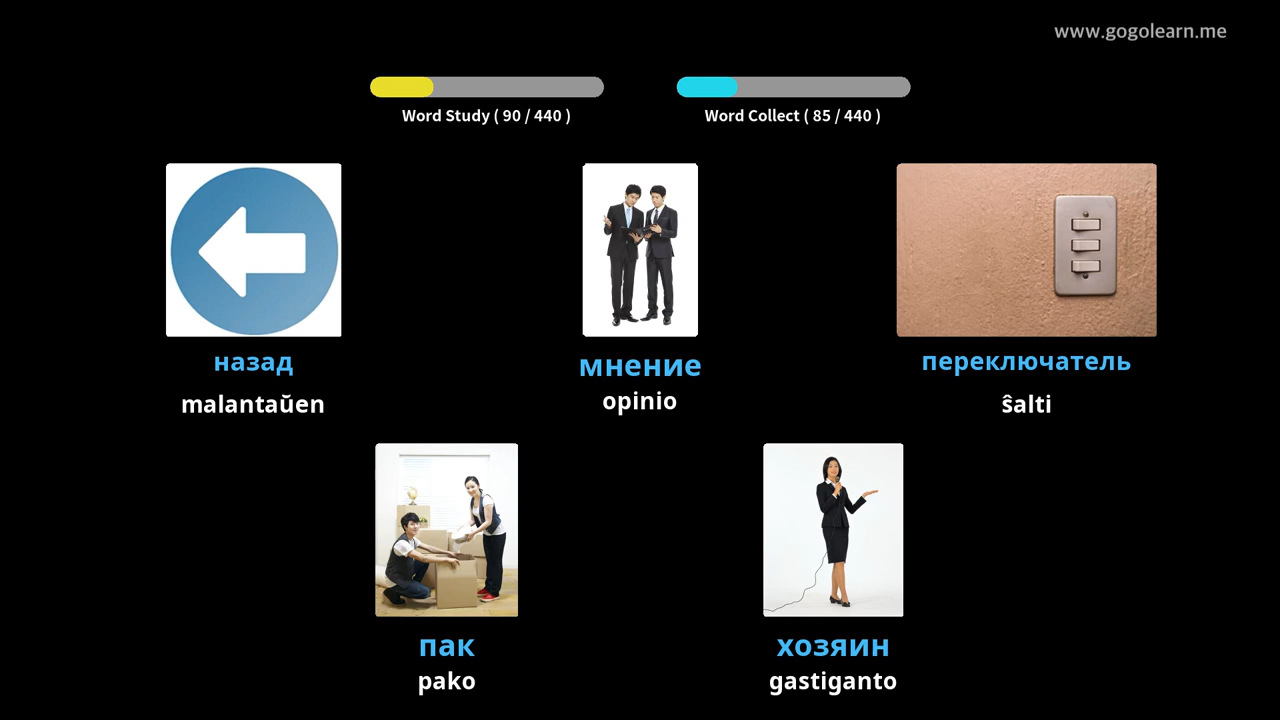 www.gogolearn.me
Word Study ( 90 / 440 )
Word Collect ( 85 / 440 )
назад
malantaŭen
мнение
opinio
переключатель
ŝalti
пак
pako
хозяин
gastiganto